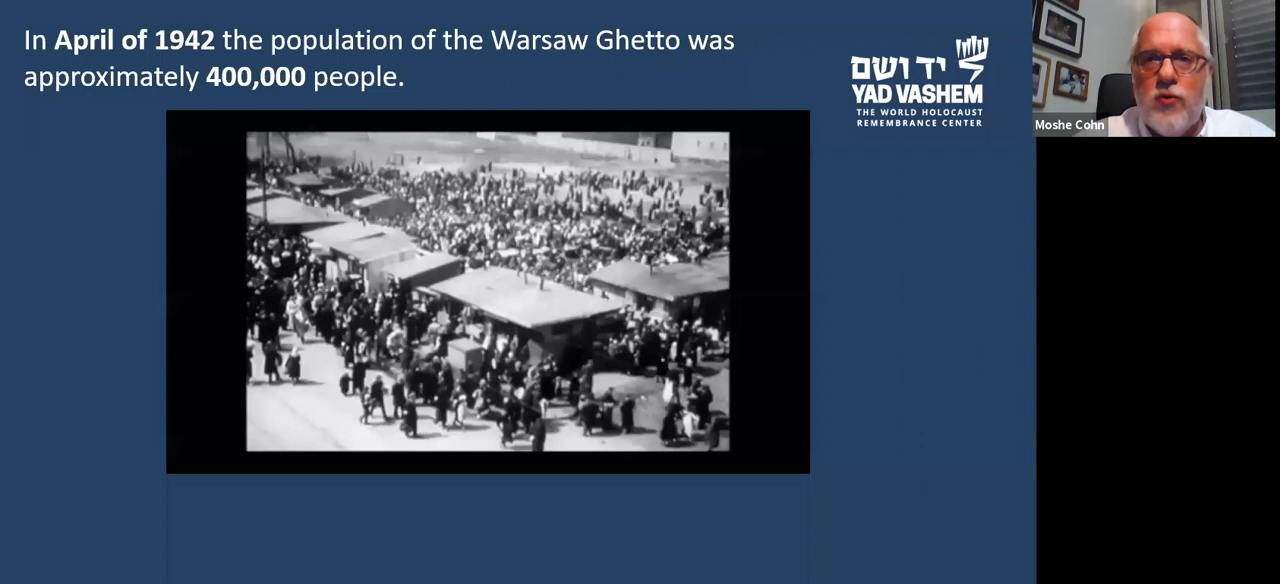 In April of 1942 the population of the Warsaw Ghetto was
approximately 400,000 people.
יד ושם
YAD VASHEM
THE WORLD HOLOCAUST
REMEMBRANCE CENTER
Moshe Cohn